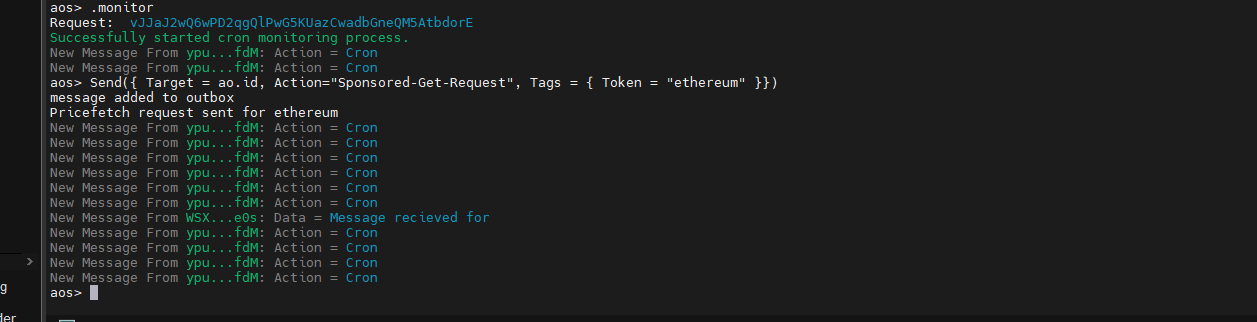 aos> .monitor
Request:  vJJaJ2wQ6wPD2qgQlPwG5KUazCwadbGneQM5AtbdorE
Successfully started cron monitoring process.
New Message From ypu...fdM: Action = Cron
New Message From ypu...fdM: Action = Cron
aos> Send({ Target = ao.id, Action="Sponsored-Get-Request", Tags = { Token = "ethereum" }})
message added to outbox
Pricefetch request sent for ethereum
New Message From ypu...fdM: Action = Cron
New Message From ypu...fdM: Action = Cron
New Message From ypu...fdM: Action = Cron
New Message From ypu...fdM: Action = Cron
New Message From ypu...fdM: Action = Cron
New Message From ypu...fdM: Action = Cron
New Message From WSX...e0s: Data = Message recieved for
New Message From ypu...fdM: Action = Cron
New Message From ypu...fdM: Action = Cron
New Message From ypu...fdM: Action = Cron
New Message From ypu...fdM: Action = Cron
aos>
g
der